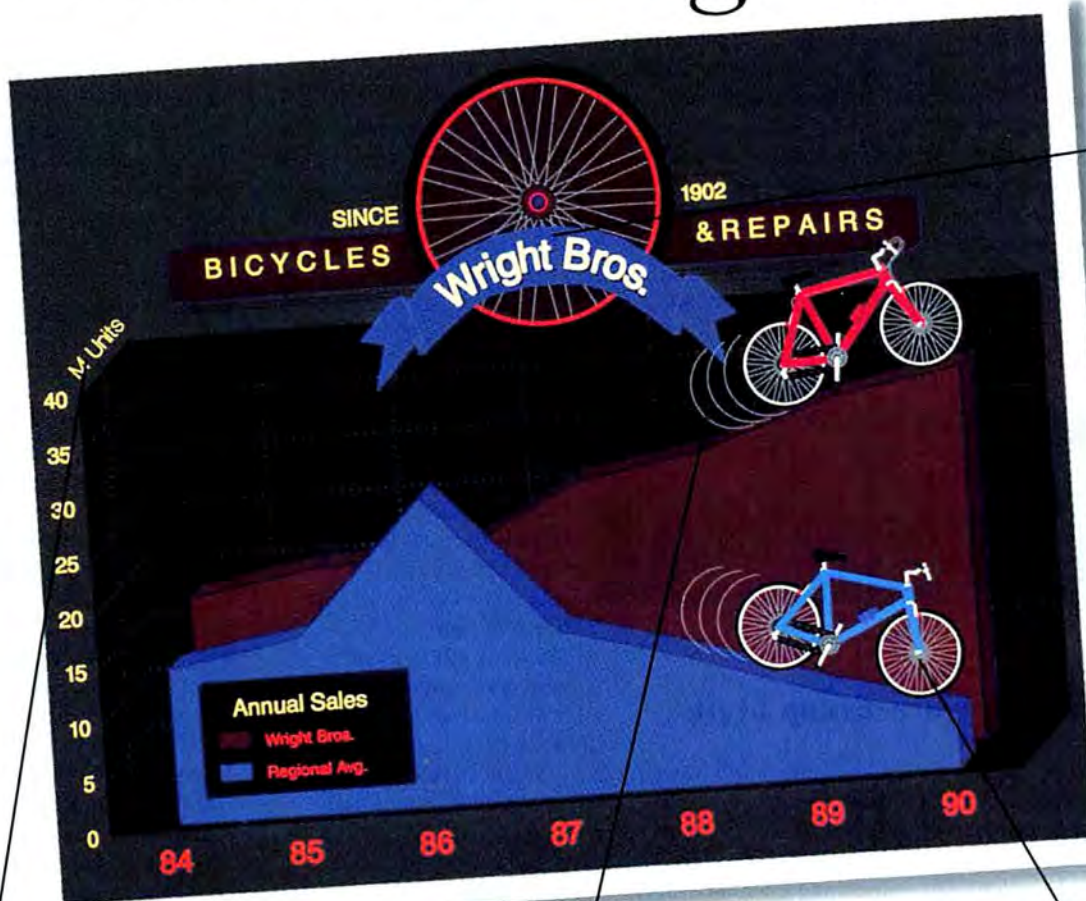 SINCE 1902
BICYCLES & REPAIRS
Wright Bros.
M Units
40
35
30
25
20
15
10
5
0
Annual Sales
Wright Bros.
Regional Avg.
84 85 86 87 88 89 90